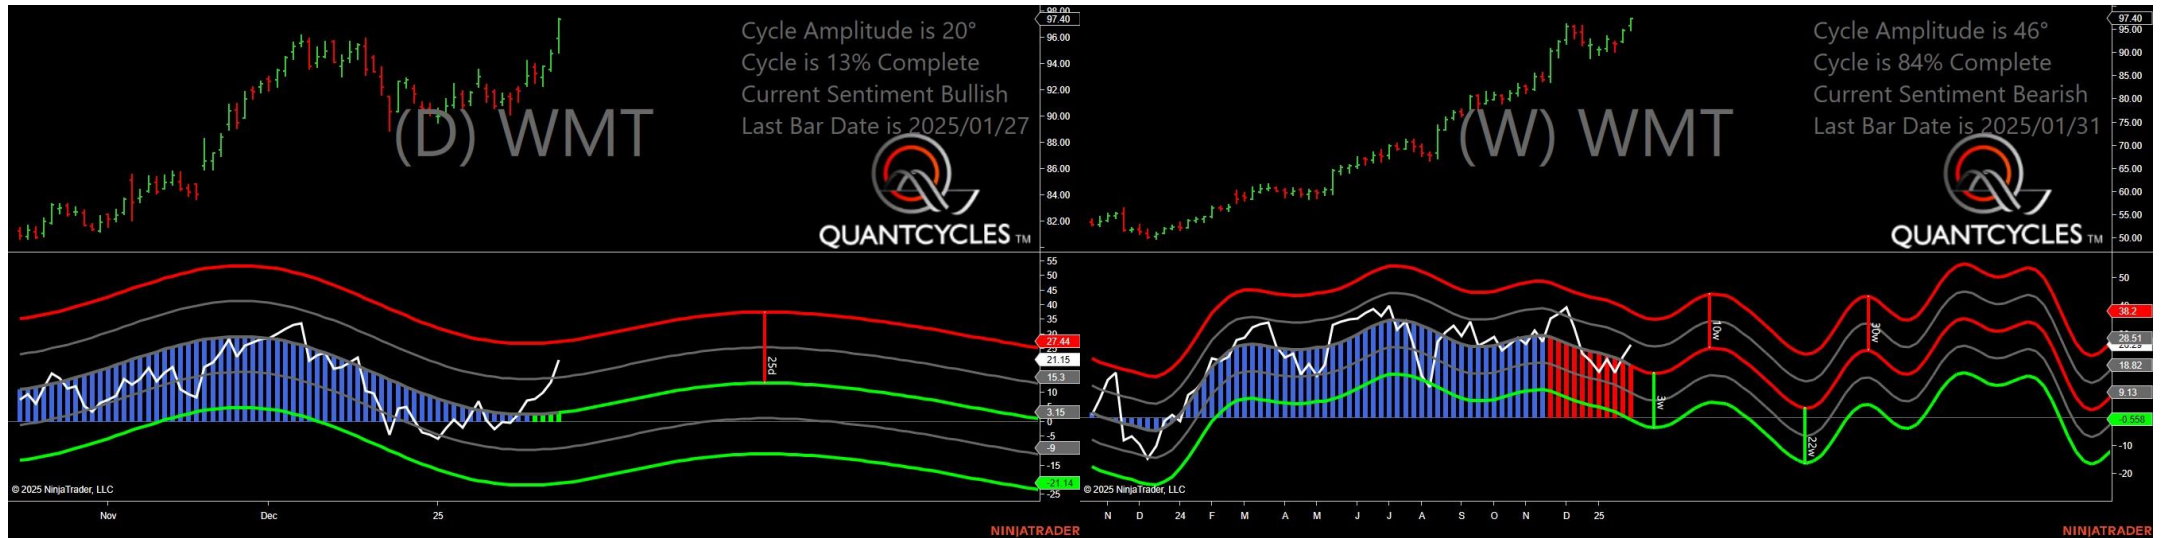 Cycle Amplitude is 20°
Cycle is 13% Complete
Current Sentiment Bullish
Last Bar Date is 2025/01/27
(D) WMT
QUANTCYCLES TM
98.00
97.40
96.00
94.00
92.00
90.00
88.00
86.00
84.00
82.00
55
50
45
40
35
30
27.44
25
21.15
15.3
10
5
3.15
0
-5
-9
-15
-21.14
-25
25d
© 2025 NinjaTrader, LLC
Nov Dec 25
NINJATRADER
Cycle Amplitude is 46°
Cycle is 84% Complete
Current Sentiment Bearish
Last Bar Date is 2025/01/31
(W) WMT
QUANTCYCLES TM
97.40
95.00
90.00
85.00
80.00
75.00
70.00
65.00
60.00
55.00
50.00
50
38.2
28.51
18.82
9.13
-0.558
-10
-20
3w
10w
22w
30w
© 2025 NinjaTrader, LLC
N D 24 F M A M J J A S O N D 25
NINJATRADER